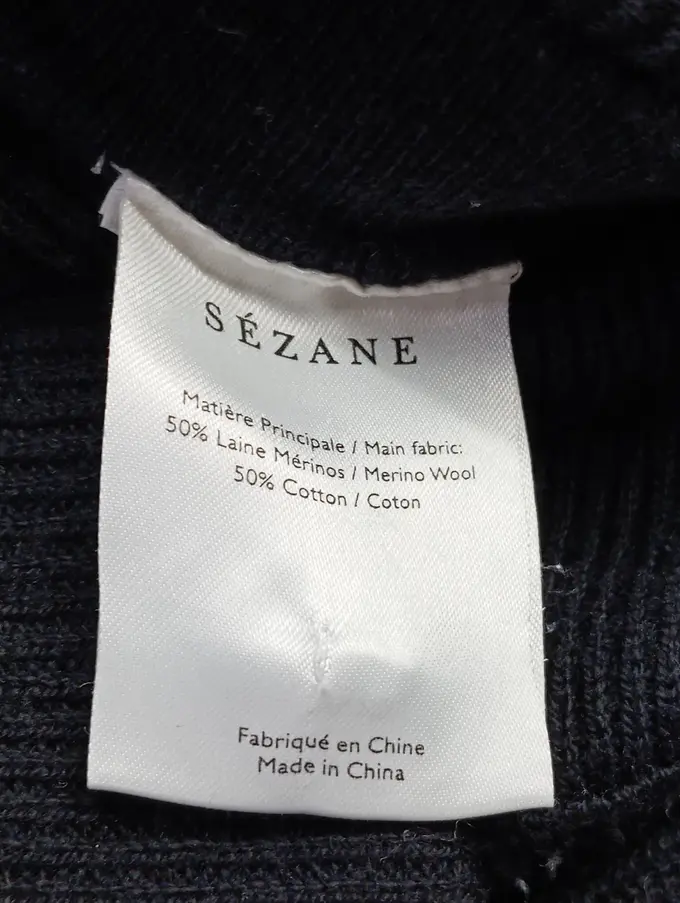 SÉZANE
Matière Principale / Main fabric:
50% Laine Mérinos / Merino Wool
50% Cotton / Coton
Fabriqué en Chine
Made in China